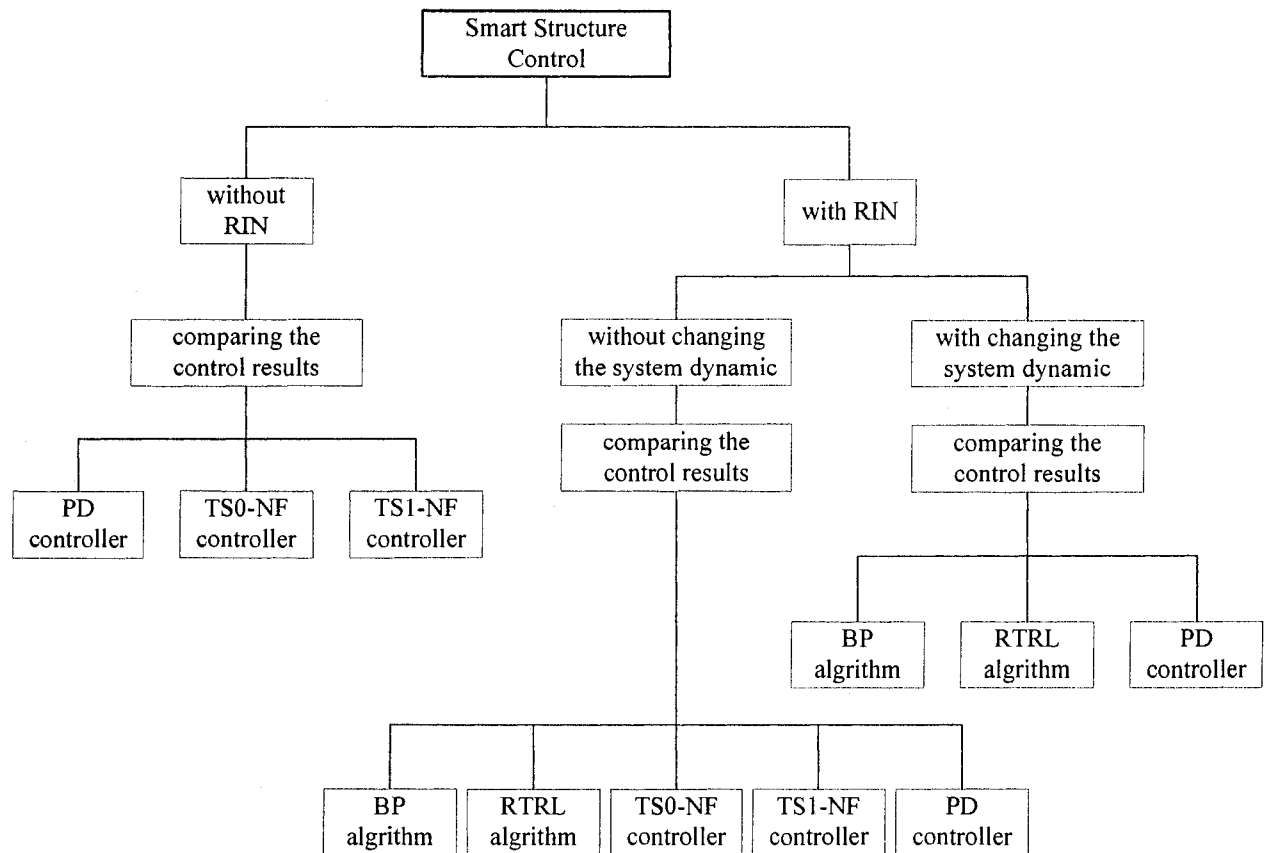 Smart Structure
Control
without
RIN
with RIN
comparing the
control results
without changing
the system dynamic
with changing the
system dynamic
comparing the
control results
comparing the
control results
PD
controller
TS0-NF
controller
TS1-NF
controller
BP
algrithm
RTRL
algrithm
PD
controller
BP
algrithm
RTRL
algrithm
TS0-NF
controller
TS1-NF
controller
PD
controller